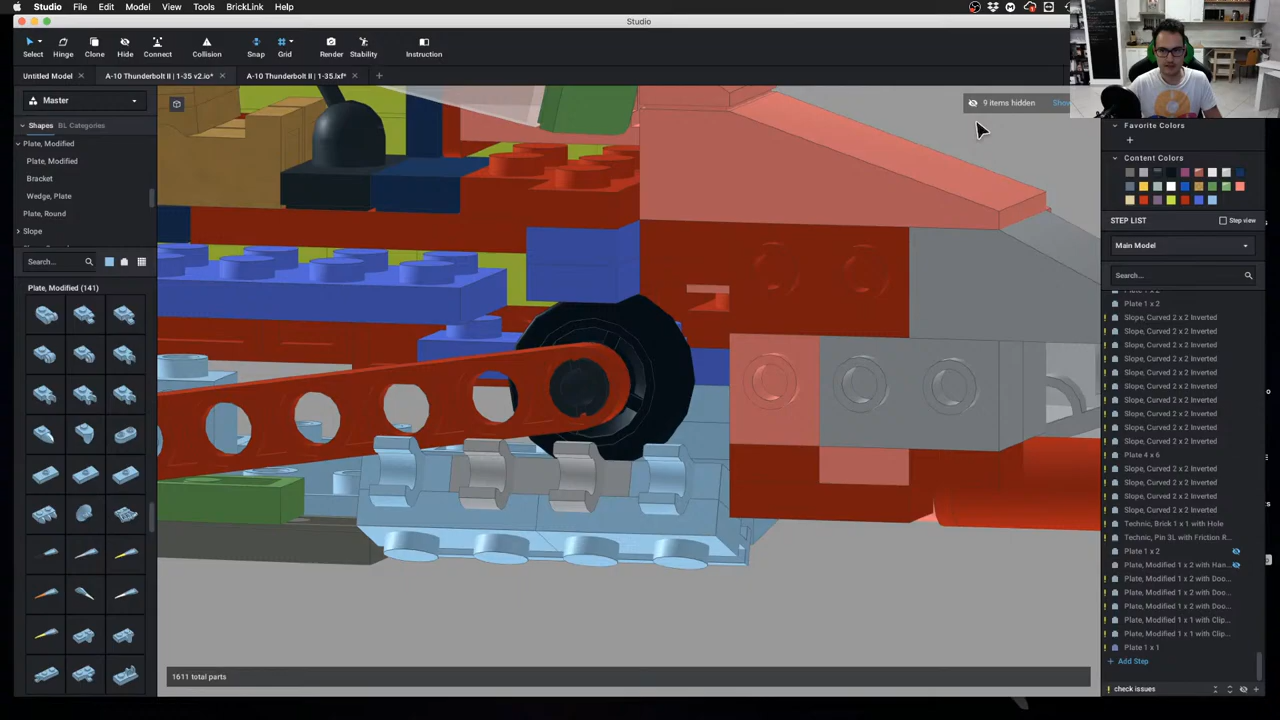 Studio File Edit Model View Tools BrickLink Help
Studio
Select Hinge Clone Hide Connect Collision Snap Grid Render Stability Instruction
Untitled Model A-10 Thunderbolt II | 1-35 v2.io* A-10 Thunderbolt II | 1-35.lxf*
Master
Shapes BL Categories
Plate, Modified
Plate, Modified
Bracket
Wedge, Plate
Plate, Round
Slope
Search...
Plate, Modified (141)
9 items hidden
1611 total parts
Favorite Colors
Content Colors
STEP LIST Step view
Main Model
Search...
Plate 1 x 2
Plate 1 x 2
Slope, Curved 2 x 2 Inverted
Slope, Curved 2 x 2 Inverted
Slope, Curved 2 x 2 Inverted
Slope, Curved 2 x 2 Inverted
Slope, Curved 2 x 2 Inverted
Slope, Curved 2 x 2 Inverted
Slope, Curved 2 x 2 Inverted
Slope, Curved 2 x 2 Inverted
Slope, Curved 2 x 2 Inverted
Slope, Curved 2 x 2 Inverted
Plate 4 x 6
Slope, Curved 2 x 2 Inverted
Slope, Curved 2 x 2 Inverted
Slope, Curved 2 x 2 Inverted
Slope, Curved 2 x 2 Inverted
Technic, Brick 1 x 1 with Hole
Technic, Pin 3L with Friction R...
Plate 1 x 2
Plate, Modified 1 x 2 with Han...
Plate, Modified 1 x 2 with Doo...
Plate, Modified 1 x 2 with Doo...
Plate, Modified 1 x 2 with Doo...
Plate, Modified 1 x 1 with Clip...
Plate, Modified 1 x 1 with Clip...
Plate 1 x 1
+ Add Step
check issues